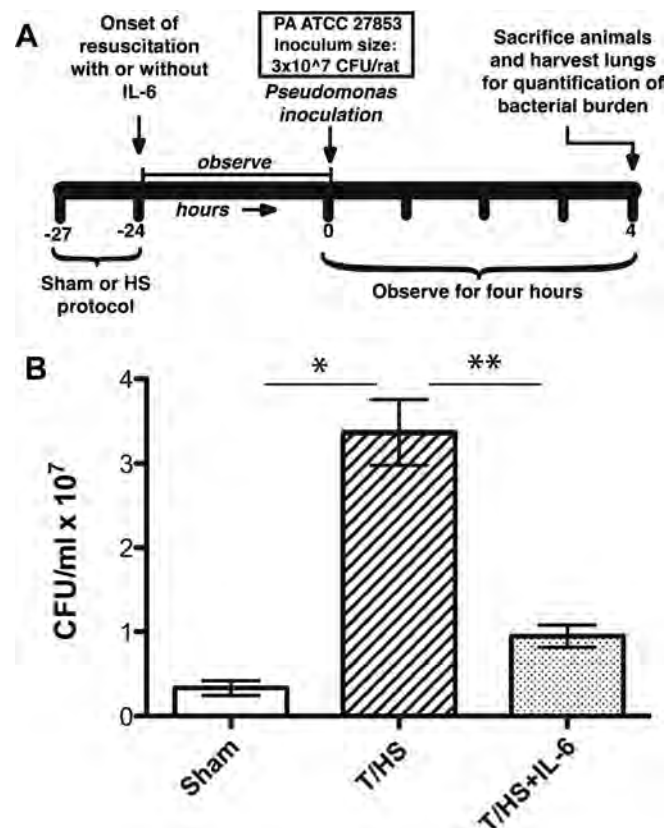 A
Onset of
resuscitation
with or without
IL-6
PA ATCC 27853
Inoculum size:
3x10^7 CFU/rat
Pseudomonas
inoculation
Sacrifice animals
and harvest lungs
for quantification of
bacterial burden
observe
hours
-27
-24
0
4
Sham or HS
protocol
Observe for four hours
B
*
**
CFU/ml x 10⁷
4
3
2
1
0
Sham
T/HS
T/HS+IL-6